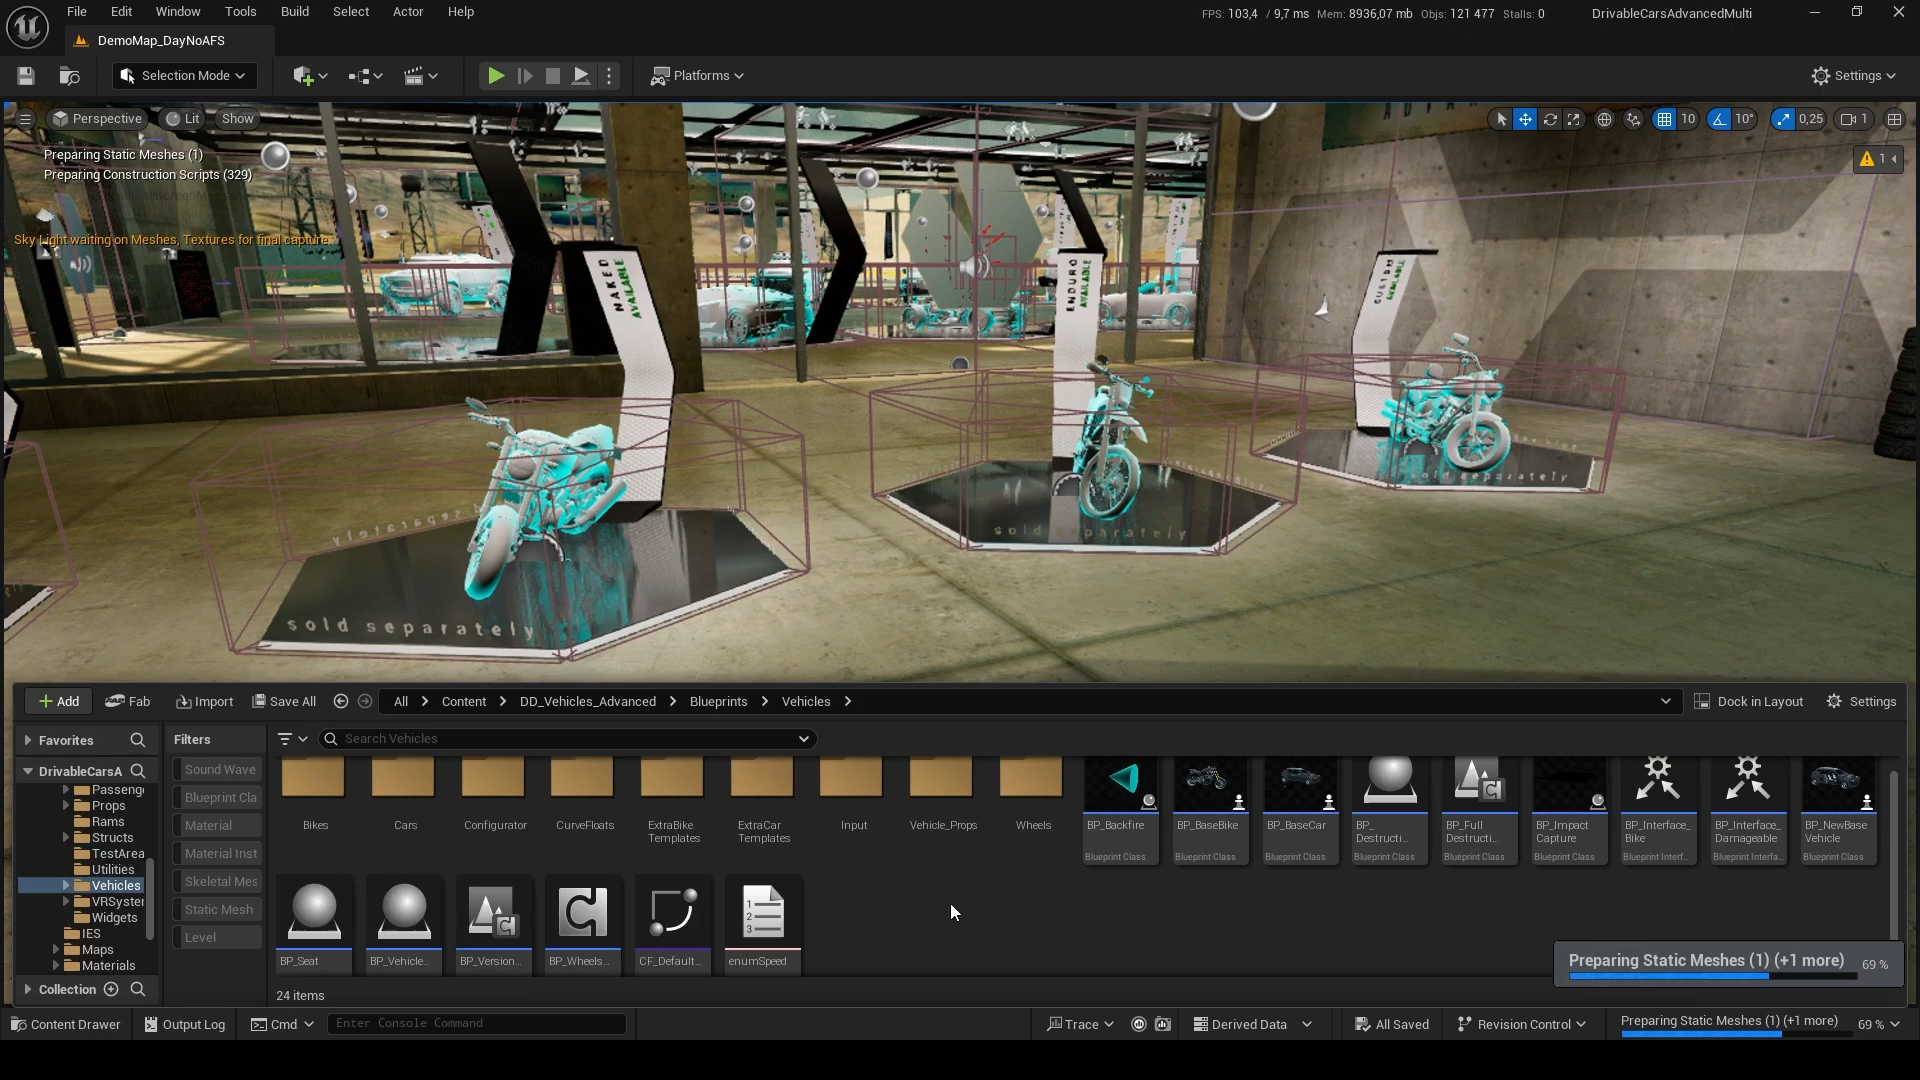 File Edit Window Tools Build Select Actor Help
FPS: 103,4 / 9,7 ms Mem: 8936,07 mb Objs: 121 477 Stalls: 0
DrivableCarsAdvancedMulti
DemoMap_DayNoAFS
Selection Mode
Platforms
Settings
Perspective Lit Show
10 10° 0,25 1
Preparing Static Meshes (1)
1
Preparing Construction Scripts (329)
Sky Light waiting on Meshes, Textures for final capture.
NAKED
AVAILABLE
ENDURO
AVAILABLE
CUSTOM
AVAILABLE
sold separately
sold separately
sold separately
Add Fab Import Save All
All > Content > DD_Vehicles_Advanced > Blueprints > Vehicles >
Dock in Layout Settings
Favorites
Filters
Search Vehicles
DrivableCarsA
Passeng
Props
Rams
Structs
TestArea
Utilities
Vehicles
VRSyster
Widgets
IES
Maps
Materials
Collection
Sound Wave
Blueprint Cla
Material
Material Inst
Skeletal Mes
Static Mesh
Level
Bikes
Cars
Configurator
CurveFloats
ExtraBike
Templates
ExtraCar
Templates
Input
Vehicle_Props
Wheels
BP_Backfire
Blueprint Class
BP_BaseBike
Blueprint Class
BP_BaseCar
Blueprint Class
BP_
Destructi...
Blueprint Class
BP_Full
Destructi...
Blueprint Class
BP_Impact
Capture
Blueprint Class
BP_Interface_
Bike
Blueprint Interf...
BP_Interface_
Damageable
Blueprint Interfa...
BP_NewBase
Vehicle
Blueprint Class
BP_Seat
BP_Vehicle...
BP_Version...
BP_Wheels...
CF_Default...
enumSpeed
Preparing Static Meshes (1) (+1 more) 69 %
24 items
Content Drawer Output Log Cmd Enter Console Command
Trace Derived Data All Saved Revision Control
Preparing Static Meshes (1) (+1 more) 69 %